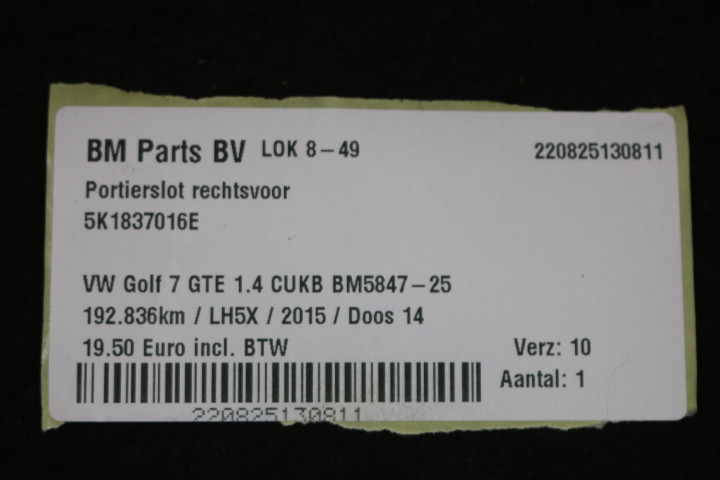 BM Parts BV LOK 8-49 220825130811
Portierslot rechtsvoor
5K1837016E
VW Golf 7 GTE 1.4 CUKB BM5847-25
192.836km / LH5X / 2015 / Doos 14
19.50 Euro incl. BTW Verz: 10
Aantal: 1
220825130811